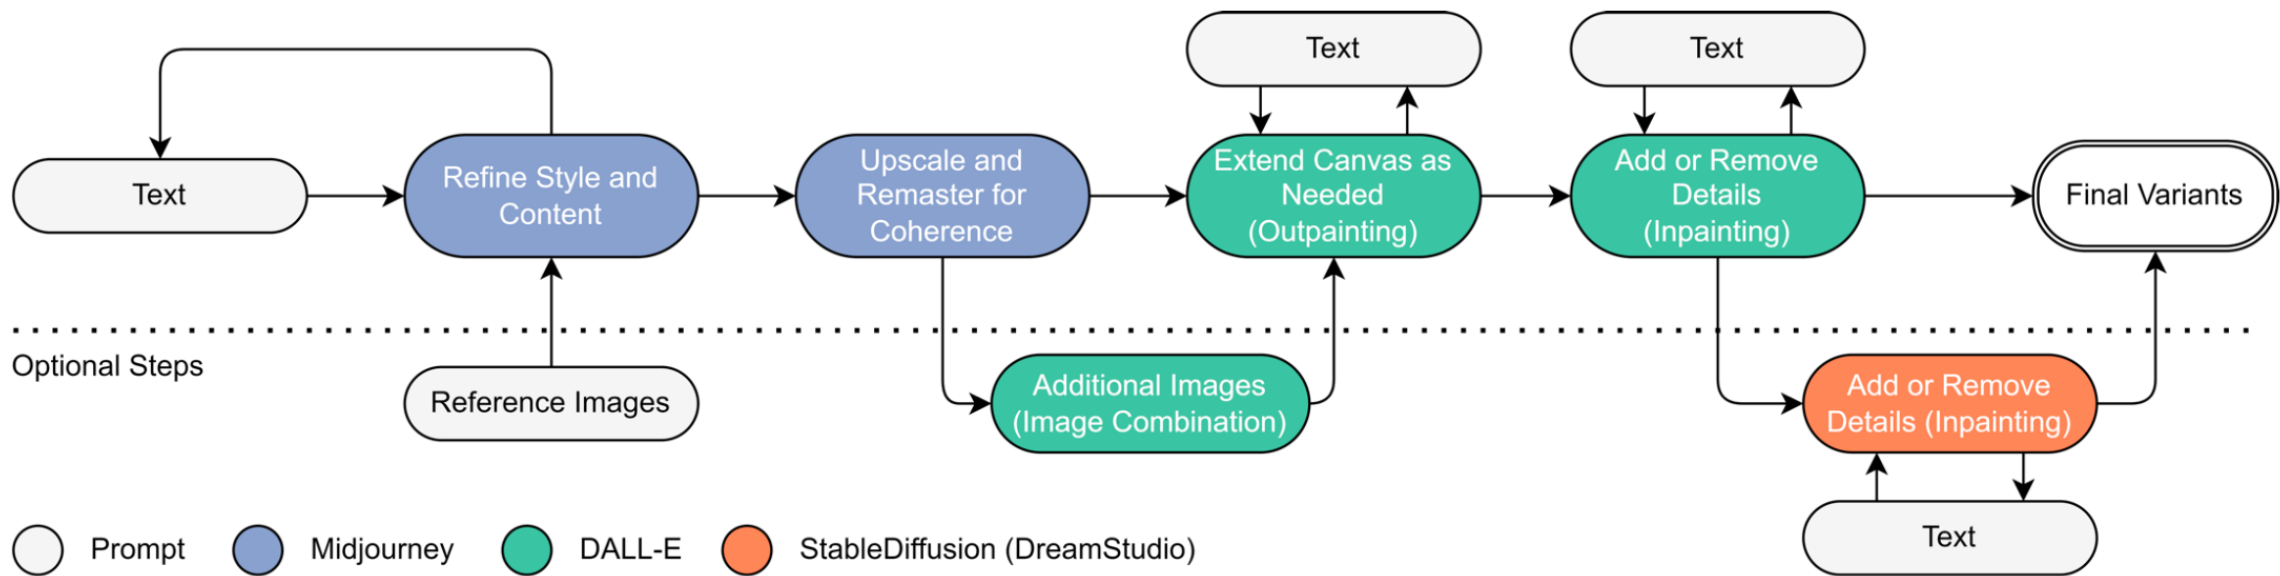 Text
Text
Text
Refine Style and
Content
Upscale and
Remaster for
Coherence
Extend Canvas as
Needed
(Outpainting)
Add or Remove
Details
(Inpainting)
Final Variants
Optional Steps
Reference Images
Additional Images
(Image Combination)
Add or Remove
Details (Inpainting)
Text
Prompt
Midjourney
DALL-E
StableDiffusion (DreamStudio)